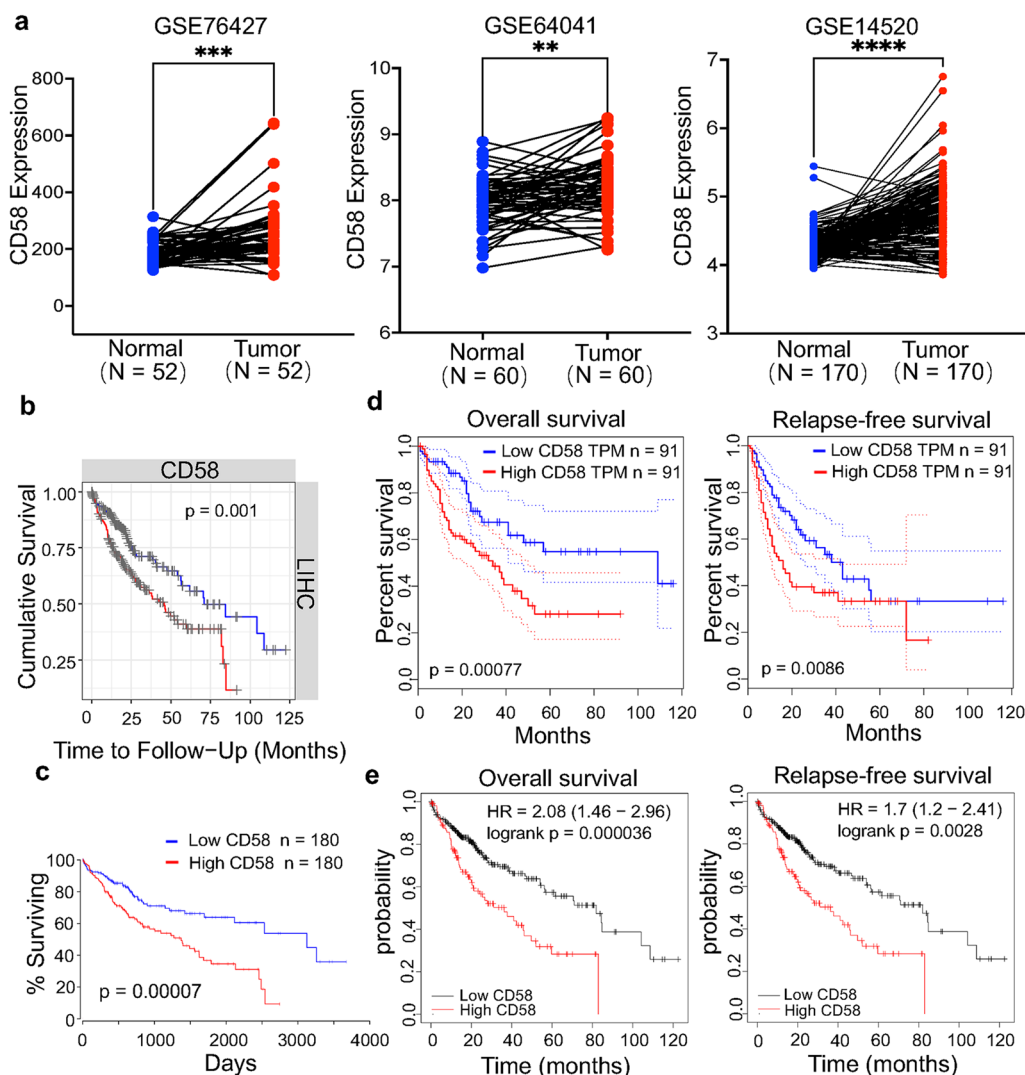 a
GSE76427
***
CD58 Expression
800
600
400
200
0
Normal
(N = 52)
Tumor
(N = 52)
GSE64041
**
CD58 Expression
10
9
8
7
6
Normal
(N = 60)
Tumor
(N = 60)
GSE14520
****
CD58 Expression
7
6
5
4
3
Normal
(N = 170)
Tumor
(N = 170)
b
CD58
LIHC
p = 0.001
Cumulative Survival
1.00
0.75
0.50
0.25
0 25 50 75 100 125
Time to Follow−Up (Months)
c
Low CD58 n = 180
High CD58 n = 180
% Surviving
100
80
60
40
20
0
p = 0.00007
0 1000 2000 3000 4000
Days
d
Overall survival
Low CD58 TPM n = 91
High CD58 TPM n = 91
Percent survival
1.0
0.8
0.6
0.4
0.2
0.0
p = 0.00077
0 20 40 60 80 100 120
Months
Relapse-free survival
Low CD58 TPM n = 91
High CD58 TPM n = 91
Percent survival
1.0
0.8
0.6
0.4
0.2
0.0
p = 0.0086
0 20 40 60 80 100 120
Months
e
Overall survival
HR = 2.08 (1.46 − 2.96)
logrank p = 0.000036
probability
1.0
0.8
0.6
0.4
0.2
0.0
Low CD58
High CD58
0 20 40 60 80 100 120
Time (months)
Relapse-free survival
HR = 1.7 (1.2 − 2.41)
logrank p = 0.0028
probability
1.0
0.8
0.6
0.4
0.2
0.0
Low CD58
High CD58
0 20 40 60 80 100 120
Time (months)